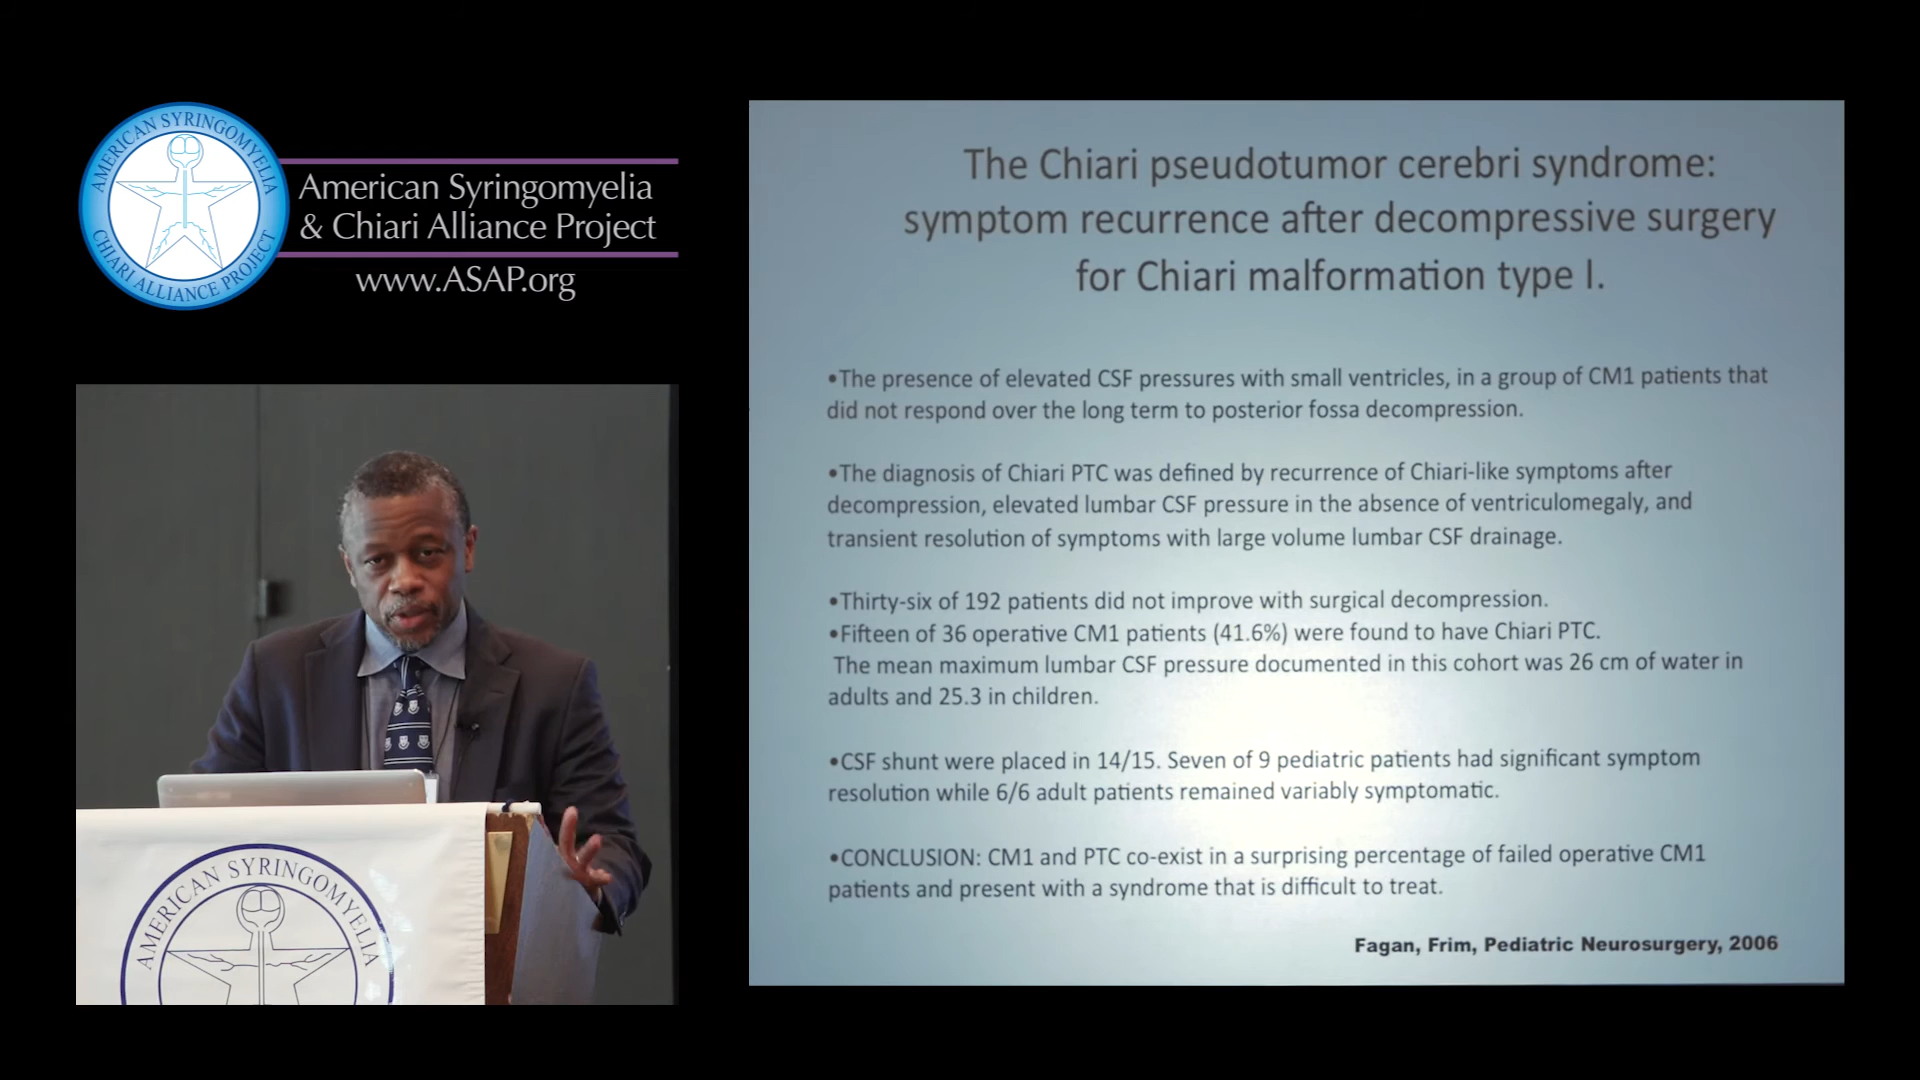 AMERICAN SYRINGOMYELIA
CHIARI ALLIANCE PROJECT
American Syringomyelia
& Chiari Alliance Project
www.ASAP.org
AMERICAN SYRINGOMYELIA
The Chiari pseudotumor cerebri syndrome:
symptom recurrence after decompressive surgery
for Chiari malformation type I.
•The presence of elevated CSF pressures with small ventricles, in a group of CM1 patients that
did not respond over the long term to posterior fossa decompression.
•The diagnosis of Chiari PTC was defined by recurrence of Chiari-like symptoms after
decompression, elevated lumbar CSF pressure in the absence of ventriculomegaly, and
transient resolution of symptoms with large volume lumbar CSF drainage.
•Thirty-six of 192 patients did not improve with surgical decompression.
•Fifteen of 36 operative CM1 patients (41.6%) were found to have Chiari PTC.
The mean maximum lumbar CSF pressure documented in this cohort was 26 cm of water in
adults and 25.3 in children.
•CSF shunt were placed in 14/15. Seven of 9 pediatric patients had significant symptom
resolution while 6/6 adult patients remained variably symptomatic.
•CONCLUSION: CM1 and PTC co-exist in a surprising percentage of failed operative CM1
patients and present with a syndrome that is difficult to treat.
Fagan, Frim, Pediatric Neurosurgery, 2006